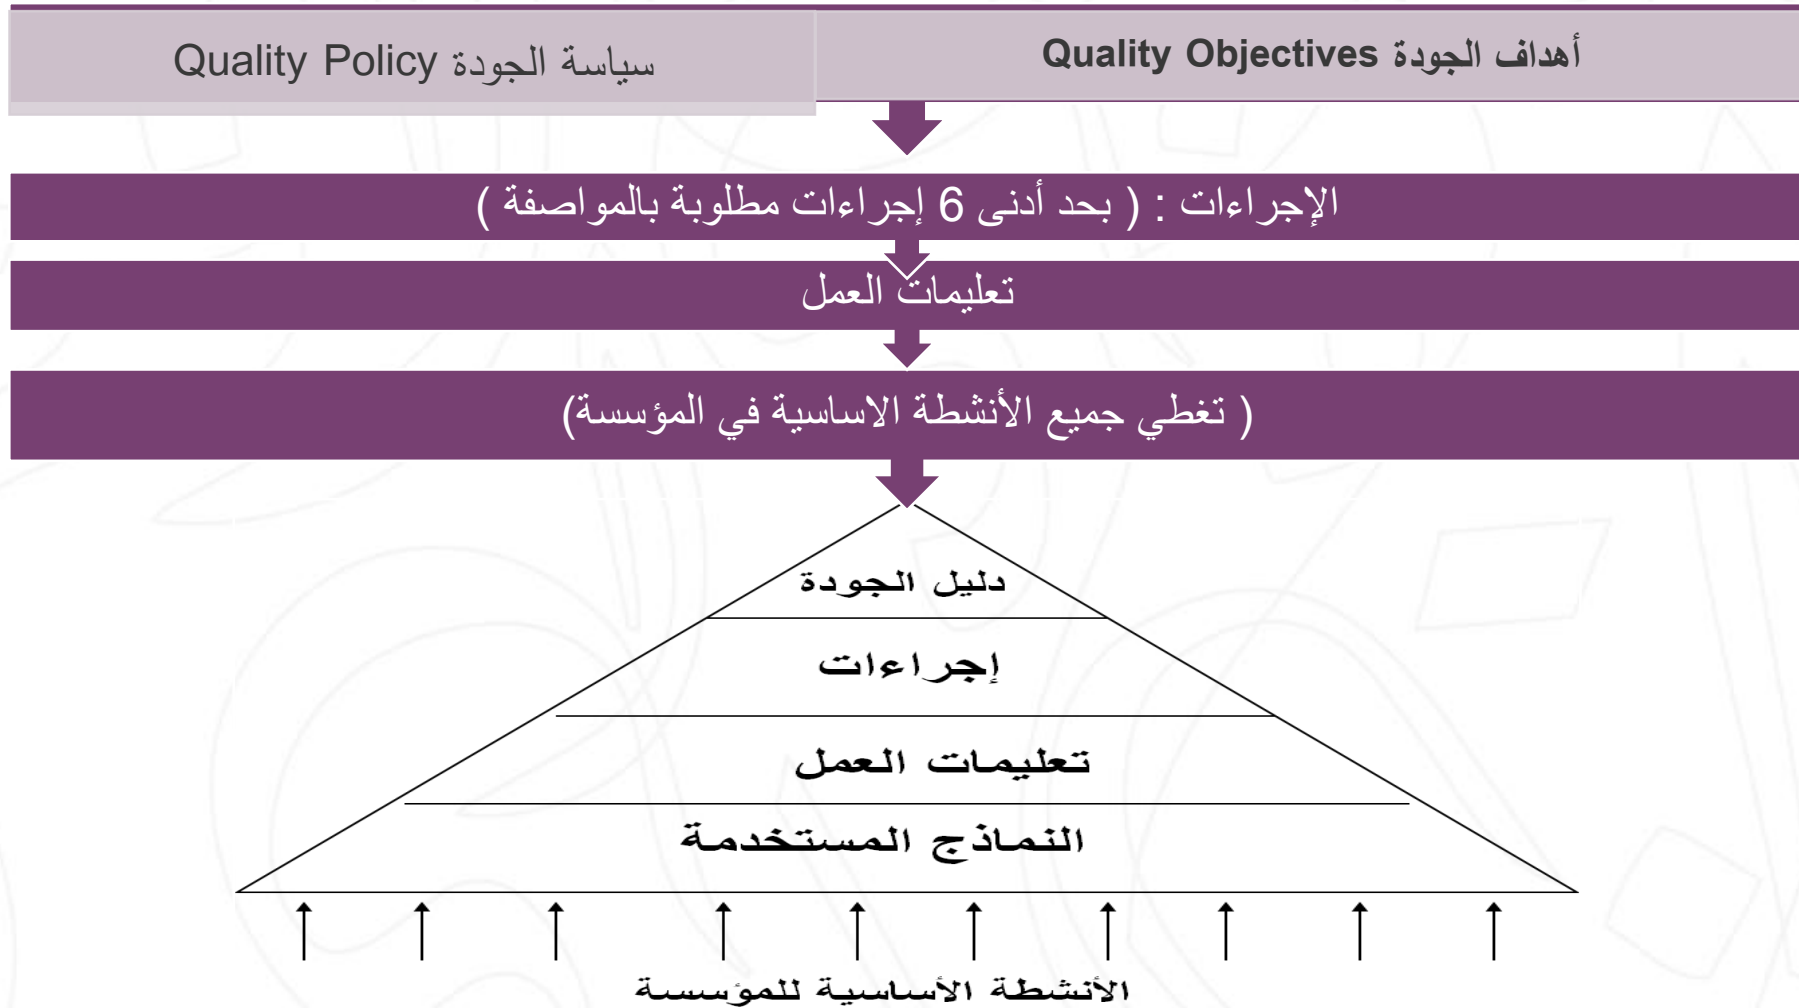 أهداف الجودة Quality Objectives
سياسة الجودة Quality Policy
الإجراءات : ( بحد أدنى 6 إجراءات مطلوبة بالمواصفة )
تعليمات العمل
( تغطي جميع الأنشطة الاساسية في المؤسسة)
دليل الجودة
إجراءات
تعليمات العمل
النماذج المستخدمة
الأنشطة الأساسية للمؤسسة